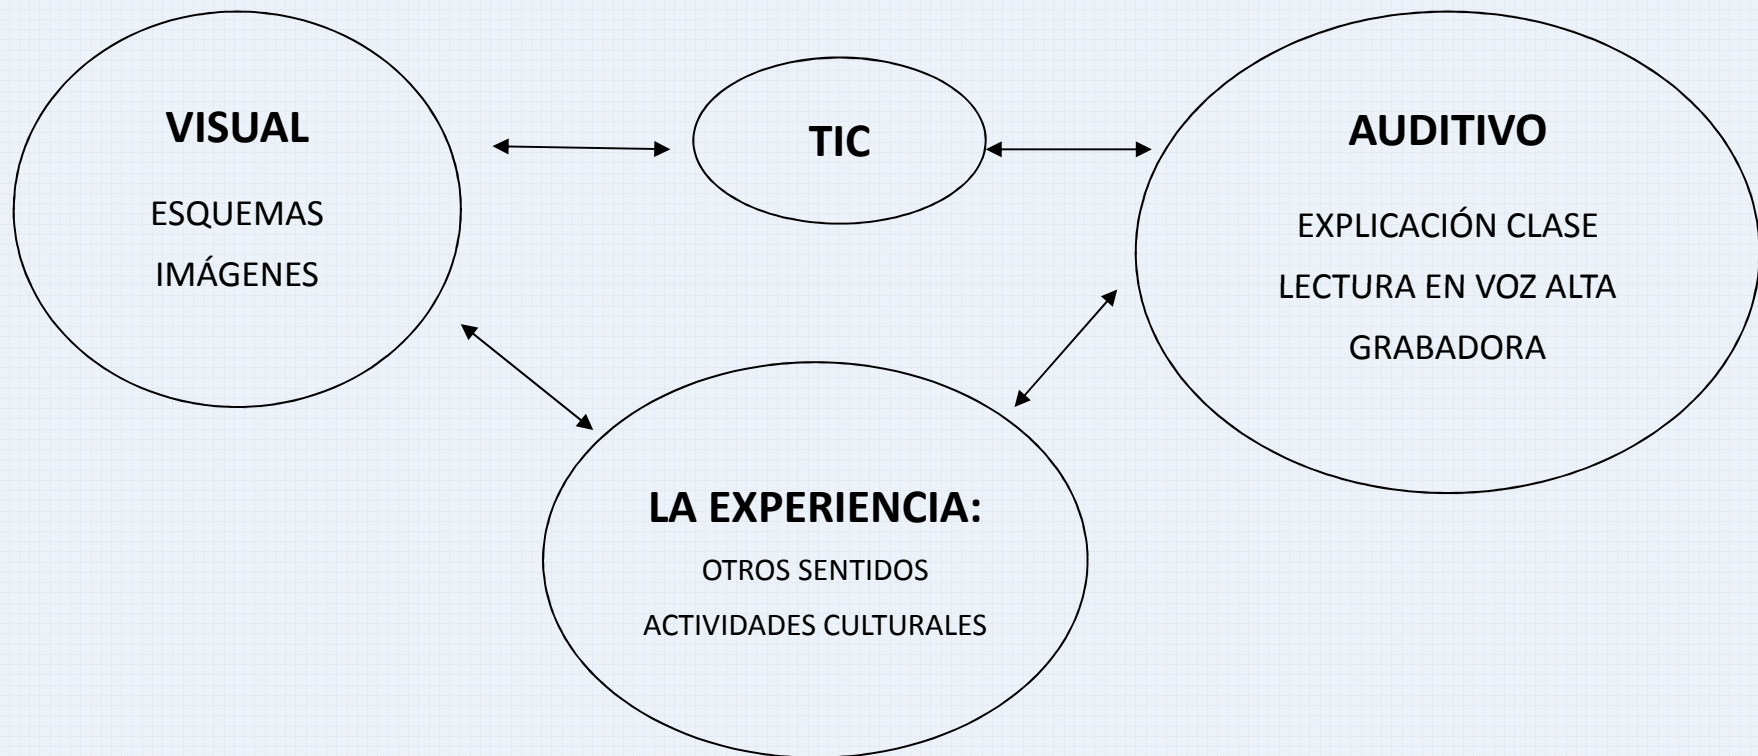 VISUAL
ESQUEMAS
IMÁGENES
TIC
AUDITIVO
EXPLICACIÓN CLASE
LECTURA EN VOZ ALTA
GRABADORA
LA EXPERIENCIA:
OTROS SENTIDOS
ACTIVIDADES CULTURALES